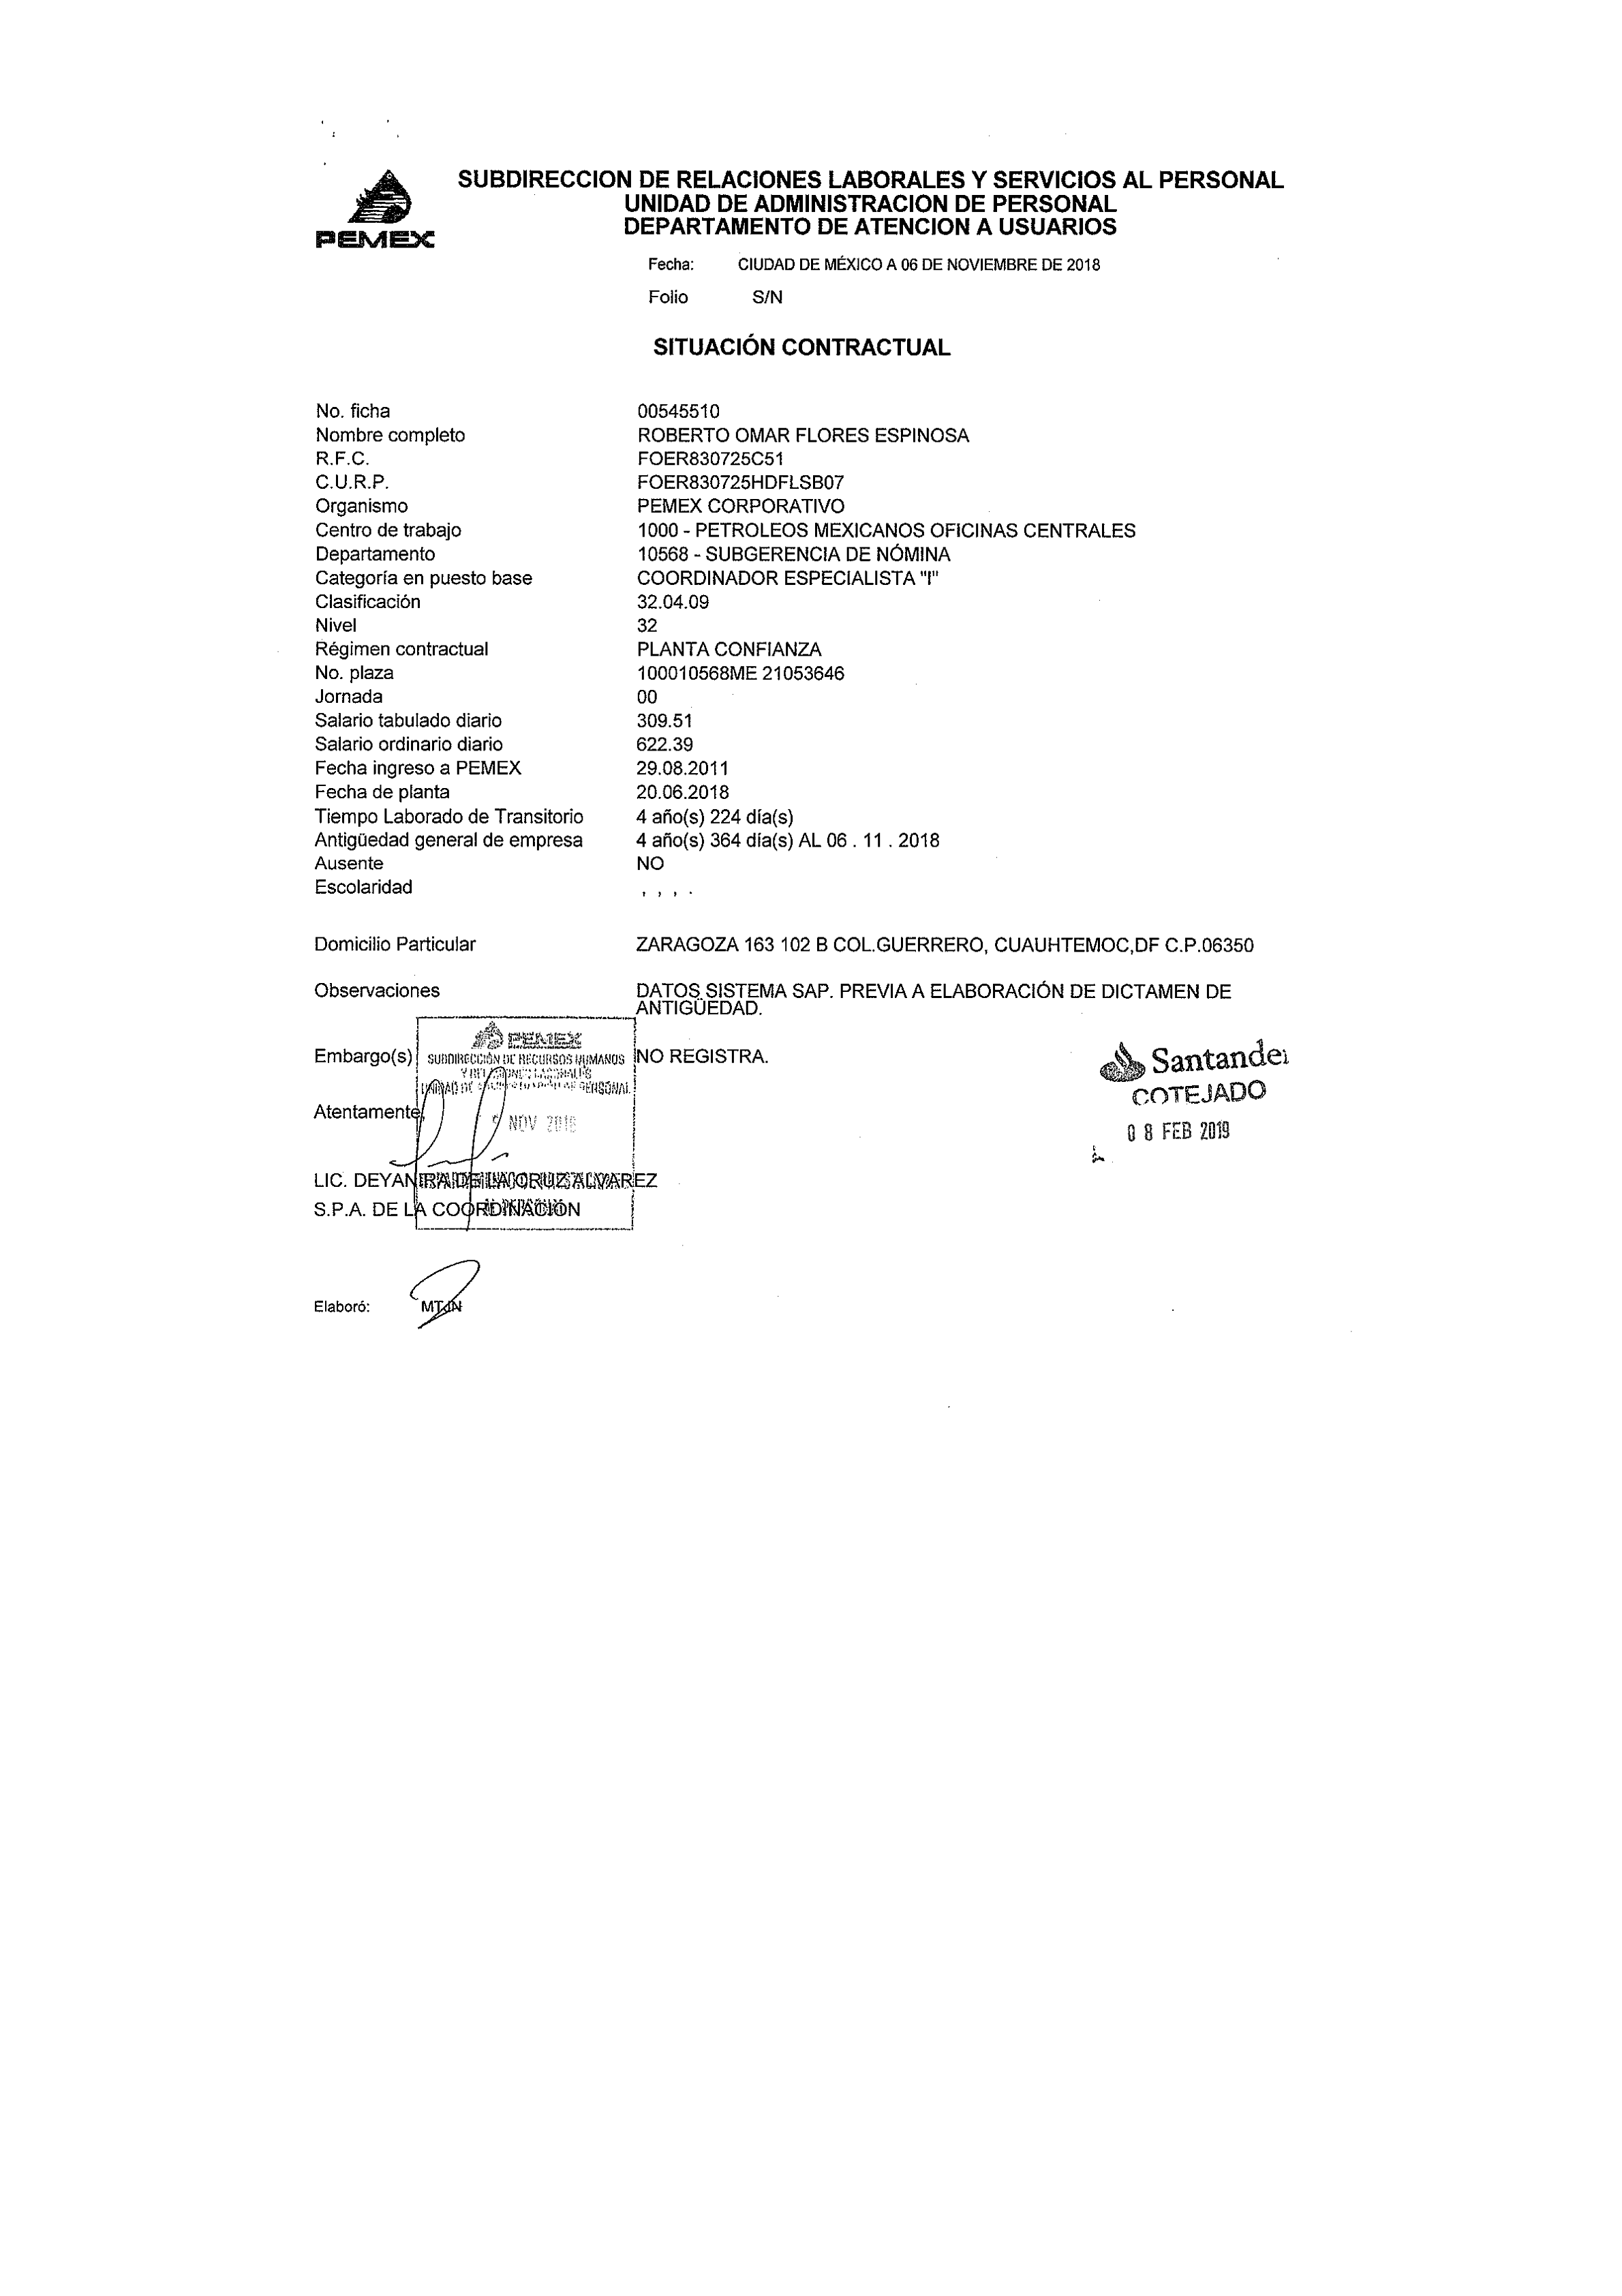 PEMEX
SUBDIRECCION DE RELACIONES LABORALES Y SERVICIOS AL PERSONAL
UNIDAD DE ADMINISTRACION DE PERSONAL
DEPARTAMENTO DE ATENCION A USUARIOS
Fecha: CIUDAD DE MÉXICO A 06 DE NOVIEMBRE DE 2018
Folio S/N
SITUACIÓN CONTRACTUAL
No. ficha 00545510
Nombre completo ROBERTO OMAR FLORES ESPINOSA
R.F.C. FOER830725C51
C.U.R.P. FOER830725HDFLSB07
Organismo PEMEX CORPORATIVO
Centro de trabajo 1000 - PETROLEOS MEXICANOS OFICINAS CENTRALES
Departamento 10568 - SUBGERENCIA DE NÓMINA
Categoría en puesto base COORDINADOR ESPECIALISTA "I"
Clasificación 32.04.09
Nivel 32
Régimen contractual PLANTA CONFIANZA
No. plaza 100010568ME 21053646
Jornada 00
Salario tabulado diario 309.51
Salario ordinario diario 622.39
Fecha ingreso a PEMEX 29.08.2011
Fecha de planta 20.06.2018
Tiempo Laborado de Transitorio 4 año(s) 224 día(s)
Antigüedad general de empresa 4 año(s) 364 día(s) AL 06 . 11 . 2018
Ausente NO
Escolaridad , , , .
Domicilio Particular ZARAGOZA 163 102 B COL.GUERRERO, CUAUHTEMOC,DF C.P.06350
Observaciones DATOS SISTEMA SAP. PREVIA A ELABORACIÓN DE DICTAMEN DE
ANTIGÜEDAD.
PEMEX
SUBDIRECCIÓN DE RECURSOS HUMANOS
Y RELACIONES LABORALES
UNIDAD DE ADMINISTRACIÓN DE PERSONAL
NOV 2018
Embargo(s) NO REGISTRA.
Santander
COTEJADO
08 FEB 2019
Atentamente,
LIC. DEYANIRA DE LA CRUZ ALVAREZ
S.P.A. DE LA COORDINACIÓN
Elaboró: MTJN